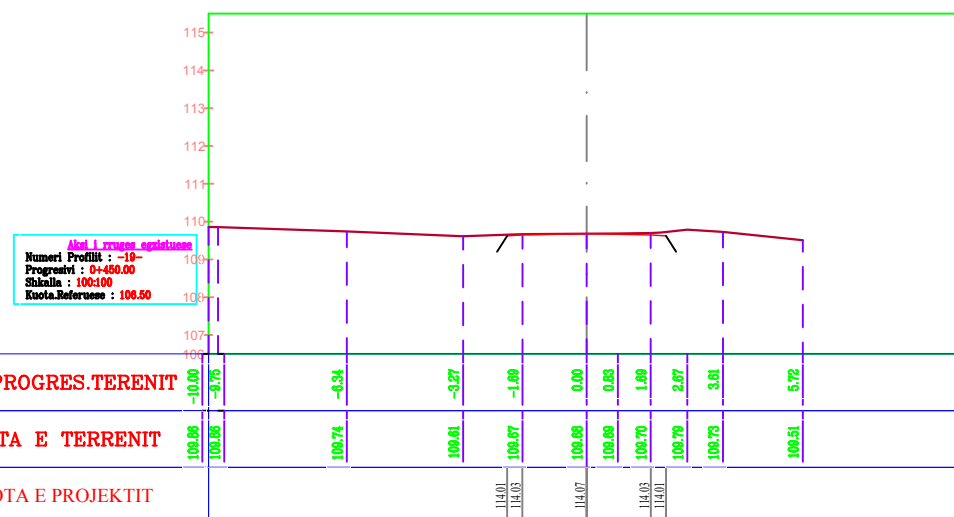 115
114
113
112
111
110
109
108
107
106
Aksi i rruges egzistuese
Numeri Profilit : -19-
Progresivi : 0+450.00
Shkalla : 100:100
Kuota.Referuese : 106.50
PROGRES.TERENIT
-10.00 -9.75 -6.34 -3.27 -1.69 0.00 0.83 1.69 2.67 3.61 5.72
TA E TERRENIT
109.86 109.86 109.74 109.61 109.67 109.68 109.69 109.70 109.79 109.73 109.51
OTA E PROJEKTIT
114.01 114.03 114.07 114.03 114.01